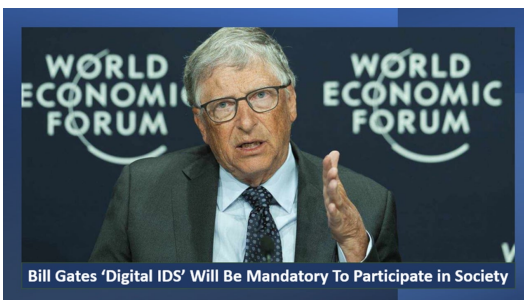 WORLD
ECONOMIC
FORUM
WORLD
ECONOMIC
FORUM
Bill Gates ‘Digital IDS’ Will Be Mandatory To Participate in Society